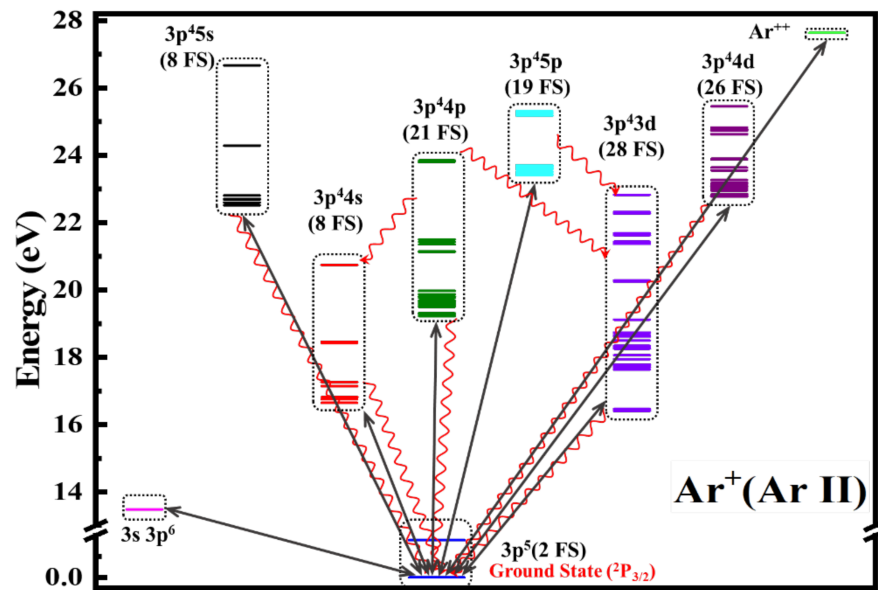 28
26
24
22
20
18
16
14
0.0
Energy (eV)
3p⁴5s
(8 FS)
3p⁴4s
(8 FS)
3p⁴4p
(21 FS)
3p⁴5p
(19 FS)
3p⁴3d
(28 FS)
3p⁴4d
(26 FS)
Ar⁺⁺
3s 3p⁶
3p⁵(2 FS)
Ground State (²P₃/₂)
Ar⁺(Ar II)